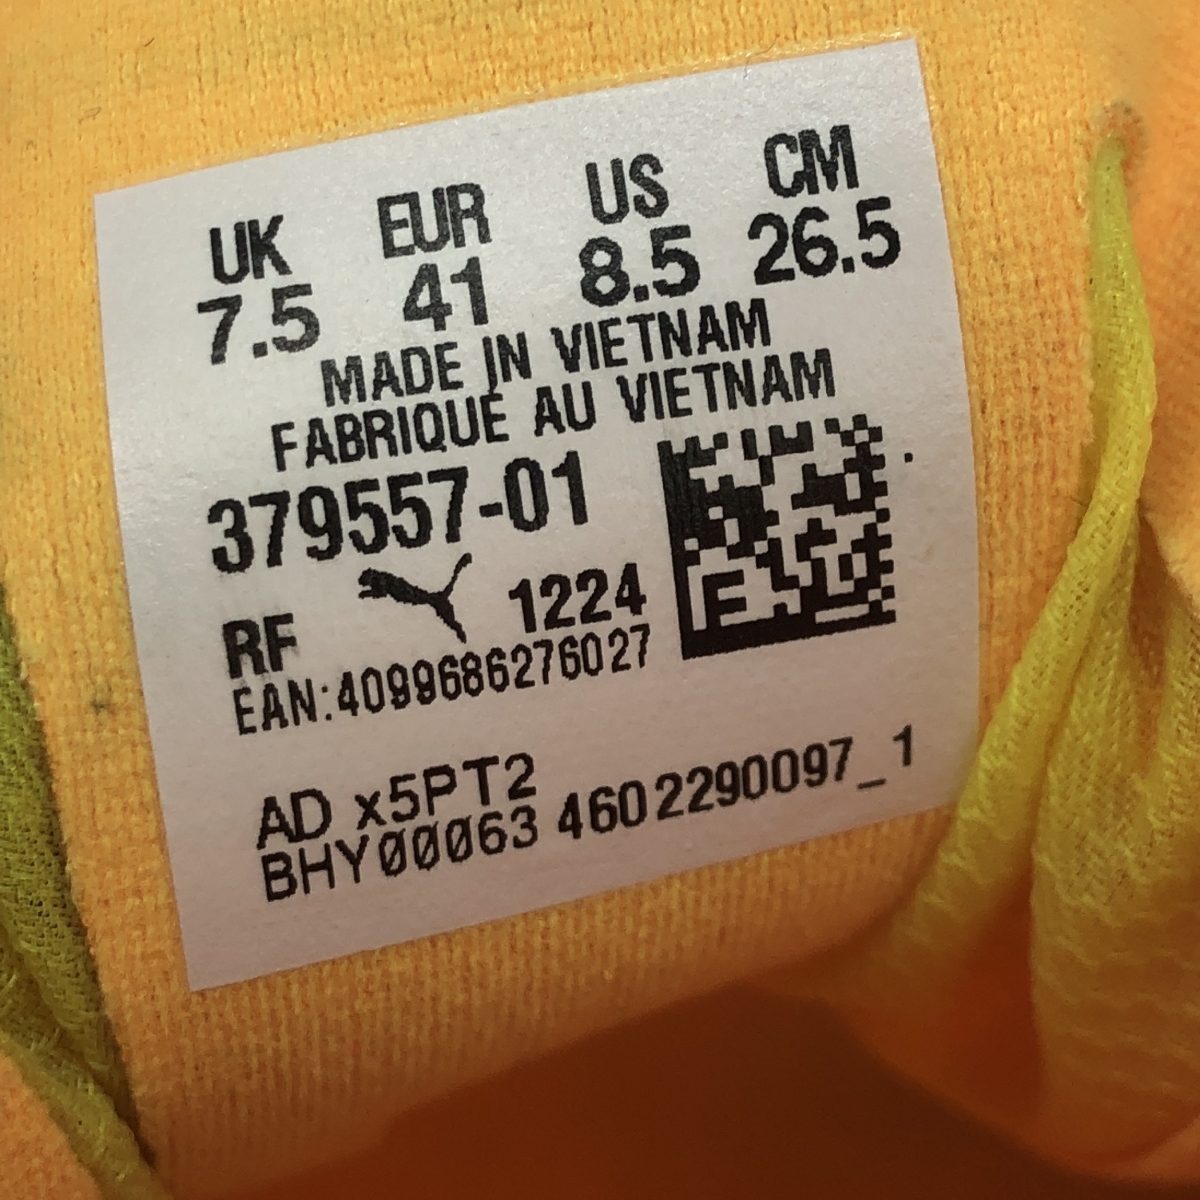 UK EUR US CM
7.5 41 8.5 26.5
MADE IN VIETNAM
FABRIQUÉ AU VIETNAM
379557-01
RF 1224
EAN:4099686276027
AD x5PT2
BHY00063 4602290097_1